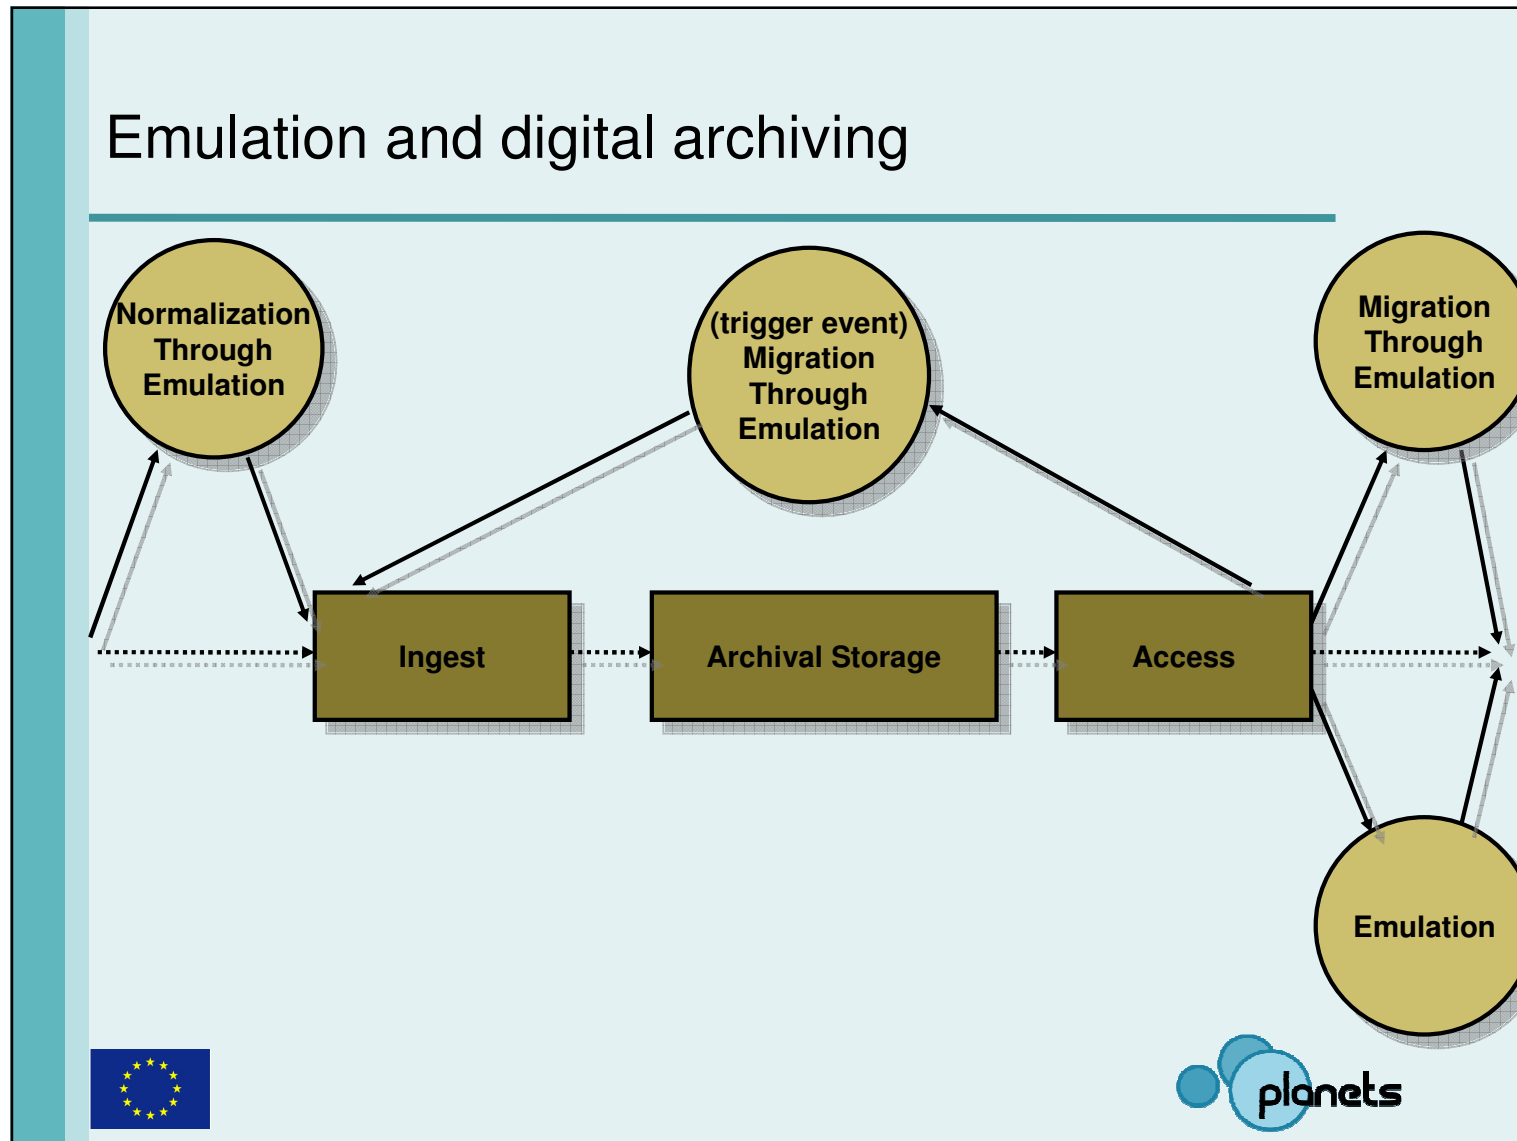 Emulation and digital archiving
Normalization
Through
Emulation
(trigger event)
Migration
Through
Emulation
Migration
Through
Emulation
Ingest
Archival Storage
Access
Emulation
planets